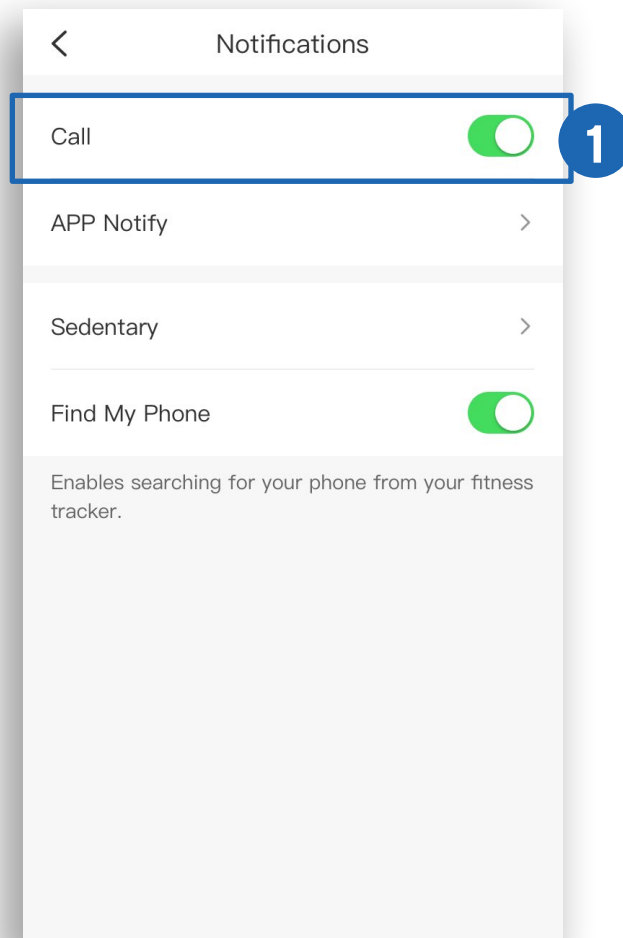 Notifications
Call
1
APP Notify
Sedentary
Find My Phone
Enables searching for your phone from your fitness
tracker.